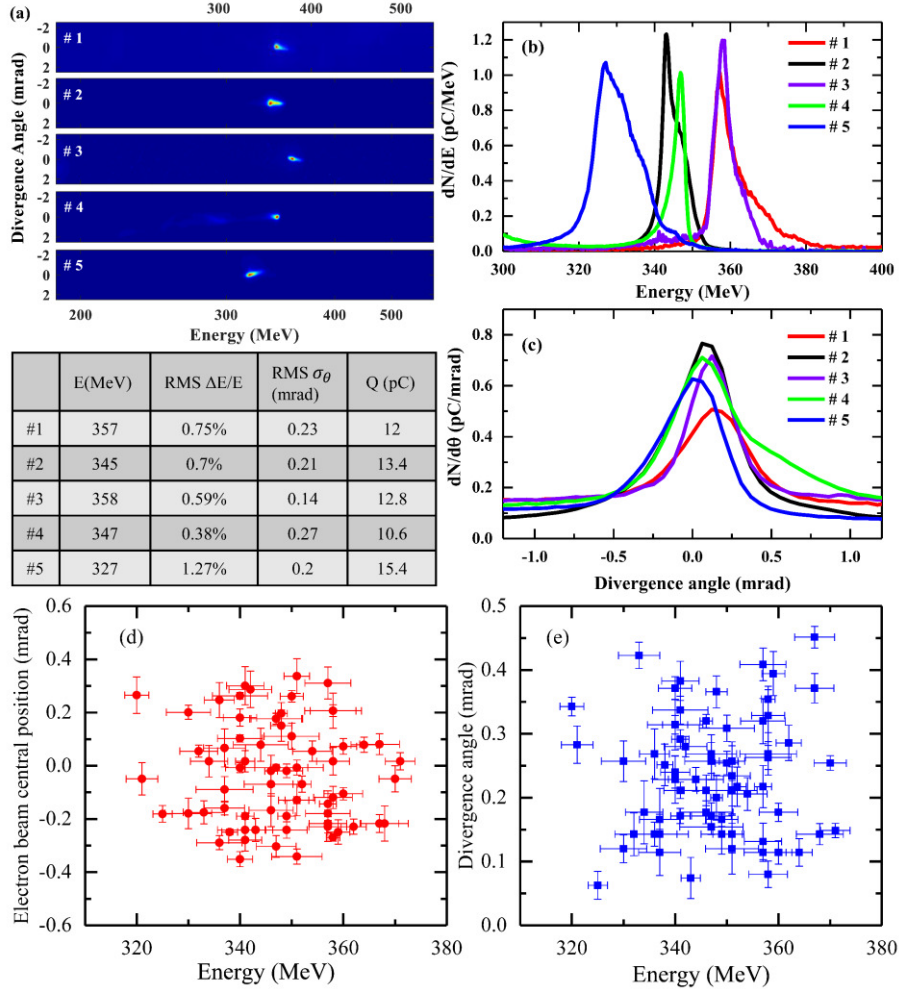 (a)
330 360 400 500
-2
0
2
# 1
-2
0
2
# 2
-2
0
2
# 3
-2
0
2
# 4
-2
0
2
# 5
Divergence Angle (mrad)
200 300 400 500
Energy (MeV)
(b)
# 1
# 2
# 3
# 4
# 5
1.2
1.0
0.8
0.6
0.4
0.2
0.0
dN/dE (pC/MeV)
300 320 340 360 380 400
Energy (MeV)
E(MeV) RMS ΔE/E RMS σθ (mrad) Q (pC)
#1 357 0.75% 0.23 12
#2 345 0.7% 0.21 13.4
#3 358 0.59% 0.14 12.8
#4 347 0.38% 0.27 10.6
#5 327 1.27% 0.2 15.4
(c)
# 1
# 2
# 3
# 4
# 5
0.8
0.6
0.4
0.2
0.0
dN/dθ (pC/mrad)
-1.0 -0.5 0.0 0.5 1.0
Divergence angle (mrad)
(d)
0.6
0.4
0.2
0.0
-0.2
-0.4
-0.6
Electron beam central position (mrad)
320 340 360 380
Energy (MeV)
(e)
0.5
0.4
0.3
0.2
0.1
0.0
Divergence angle (mrad)
320 340 360 380
Energy (MeV)